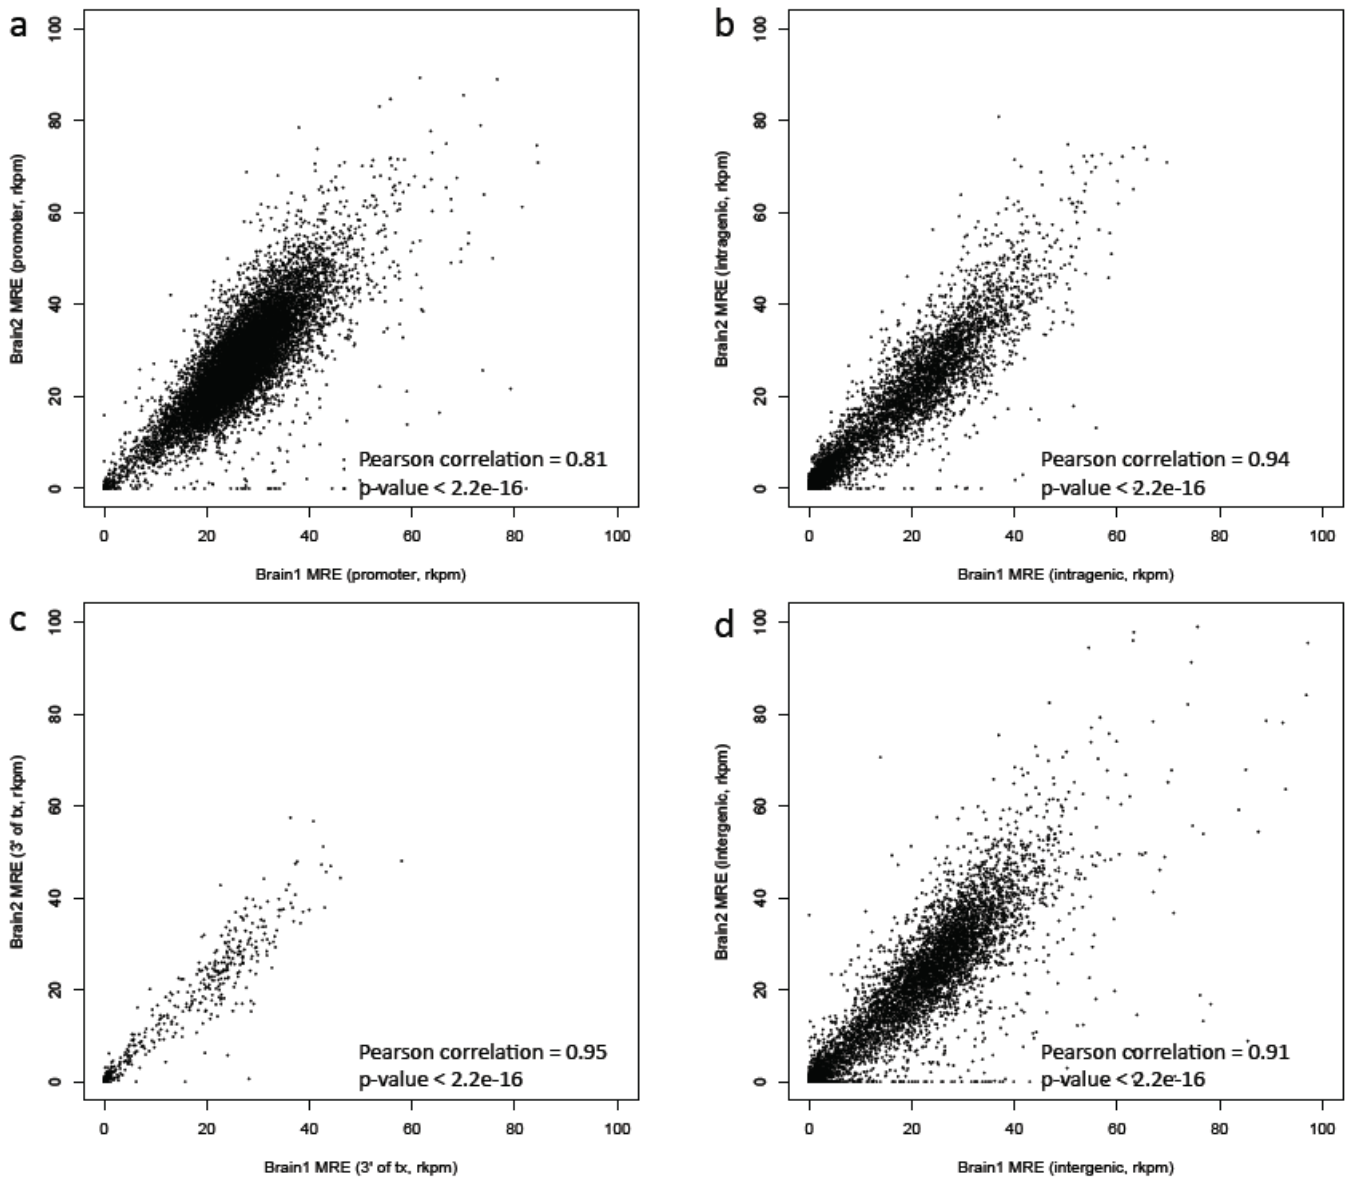 a
100
80
60
40
20
0
Brain2 MRE (promoter, rkpm)
Pearson correlation = 0.81
p-value < 2.2e-16
0 20 40 60 80 100
Brain1 MRE (promoter, rkpm)
b
100
80
60
40
20
0
Brain2 MRE (intragenic, rkpm)
Pearson correlation = 0.94
p-value < 2.2e-16
0 20 40 60 80 100
Brain1 MRE (intragenic, rkpm)
c
100
80
60
40
20
0
Brain2 MRE (3' of tx, rkpm)
Pearson correlation = 0.95
p-value < 2.2e-16
0 20 40 60 80 100
Brain1 MRE (3' of tx, rkpm)
d
100
80
60
40
20
0
Brain2 MRE (intergenic, rkpm)
Pearson correlation = 0.91
p-value < 2.2e-16
0 20 40 60 80 100
Brain1 MRE (intergenic, rkpm)